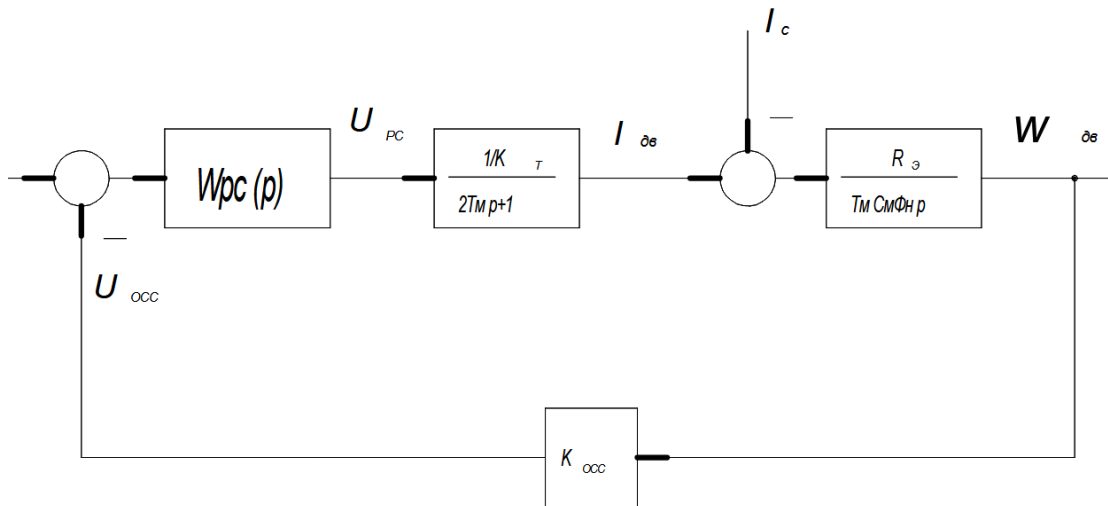 I с
U РС
I дв
W дв
Wрс (р)
1/К Т
2Тм р+1
R Э
Тм СмФн р
U ОСС
К ОСС